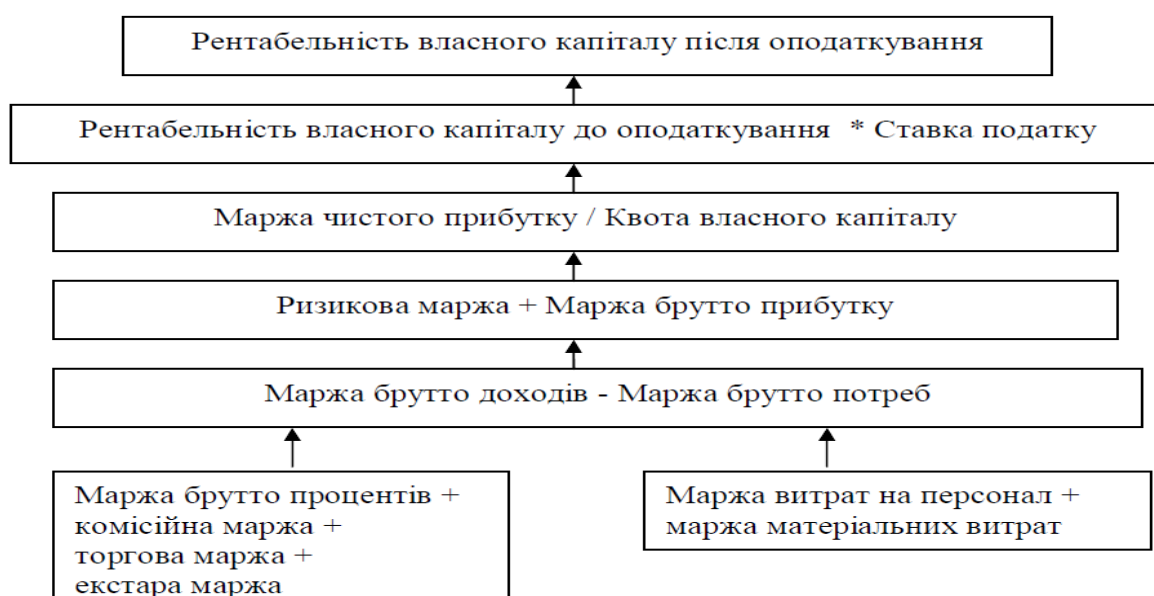 Рентабельність власного капіталу після оподаткування
Рентабельність власного капіталу до оподаткування * Ставка податку
Маржа чистого прибутку / Квота власного капіталу
Ризикова маржа + Маржа брутто прибутку
Маржа брутто доходів - Маржа брутто потреб
Маржа брутто процентів +
комісійна маржа +
торгова маржа +
екстара маржа
Маржа витрат на персонал +
маржа матеріальних витрат